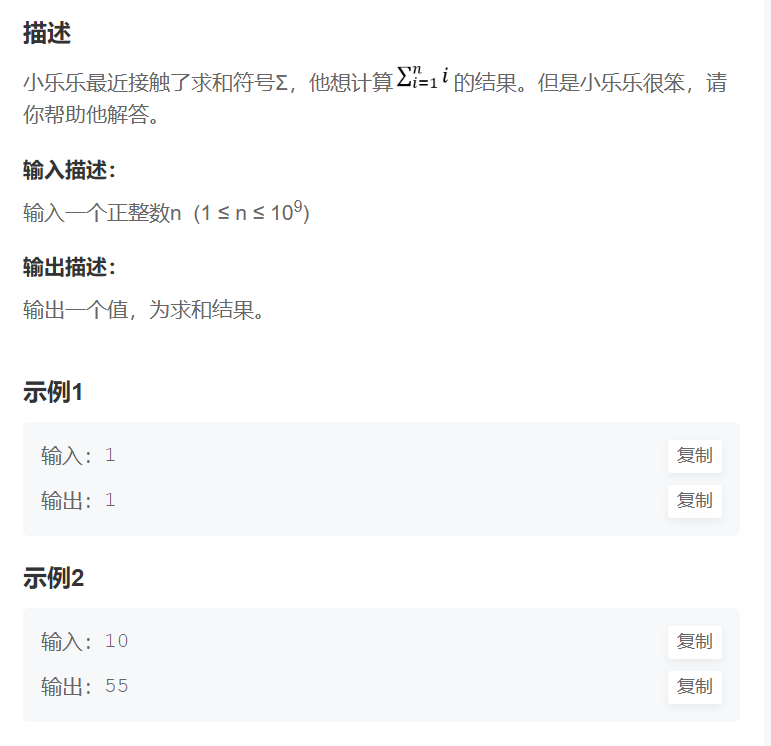 描述
小乐乐最近接触了求和符号Σ，他想计算 $\sum_{i=1}^{n} i$ 的结果。但是小乐乐很笨，请
你帮助他解答。
输入描述：
输入一个正整数n  (1 ≤ n ≤ 10⁹)
输出描述：
输出一个值，为求和结果。
示例1
输入：1 复制
输出：1 复制
示例2
输入：10 复制
输出：55 复制